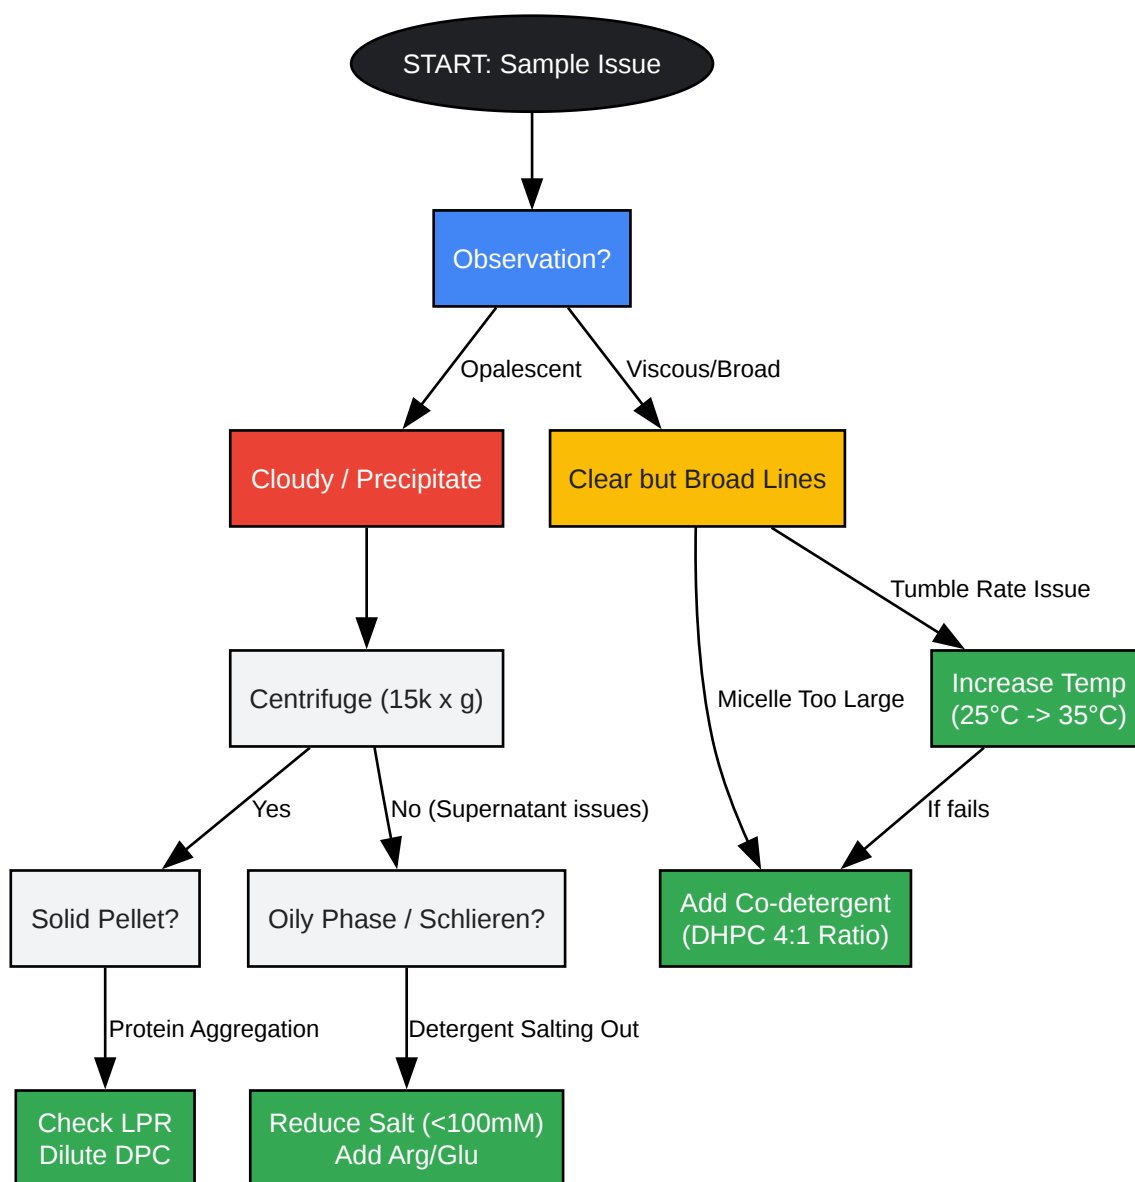 START: Sample Issue
Observation?
Opalescent
Viscous/Broad
Cloudy / Precipitate
Clear but Broad Lines
Tumble Rate Issue
Centrifuge (15k x g)
Micelle Too Large
Increase Temp
(25°C -> 35°C)
Yes
No (Supernatant issues)
If fails
Solid Pellet?
Oily Phase / Schlieren?
Add Co-detergent
(DHPC 4:1 Ratio)
Protein Aggregation
Detergent Salting Out
Check LPR
Dilute DPC
Reduce Salt (<100mM)
Add Arg/Glu